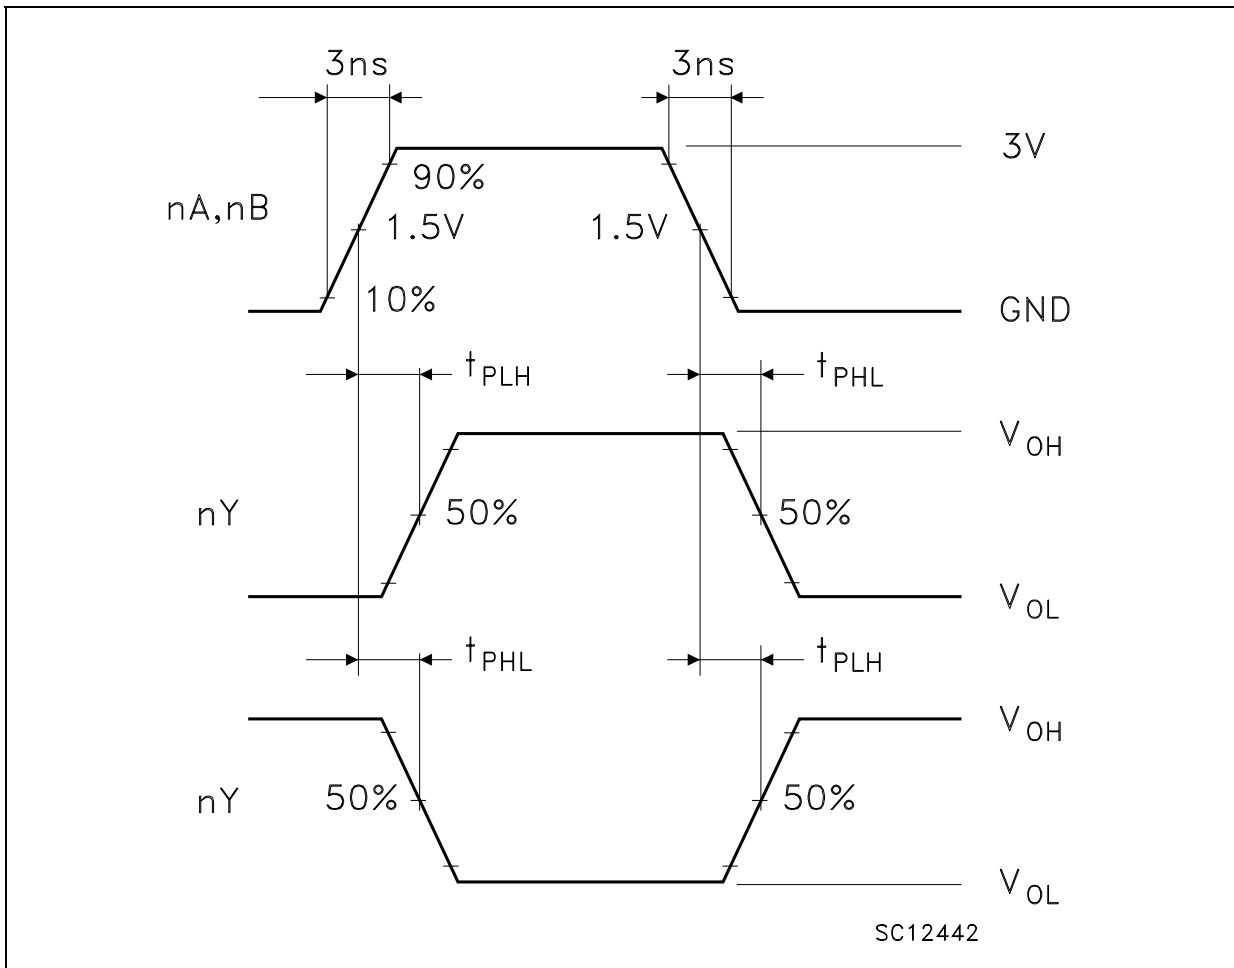 3ns 3ns
3V
90%
nA,nB
1.5V 1.5V
10%
GND
tPLH tPHL
VOH
nY 50% 50%
VOL
tPHL tPLH
VOH
nY 50% 50%
VOL
SC12442